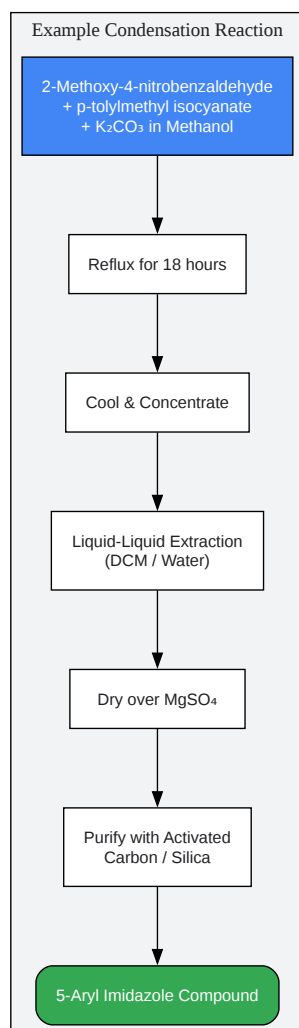 Example Condensation Reaction
2-Methoxy-4-nitrobenzaldehyde
+ p-tolylmethyl isocyanate
+ K₂CO₃ in Methanol
Reflux for 18 hours
Cool & Concentrate
Liquid-Liquid Extraction
(DCM / Water)
Dry over MgSO₄
Purify with Activated
Carbon / Silica
5-Aryl Imidazole Compound